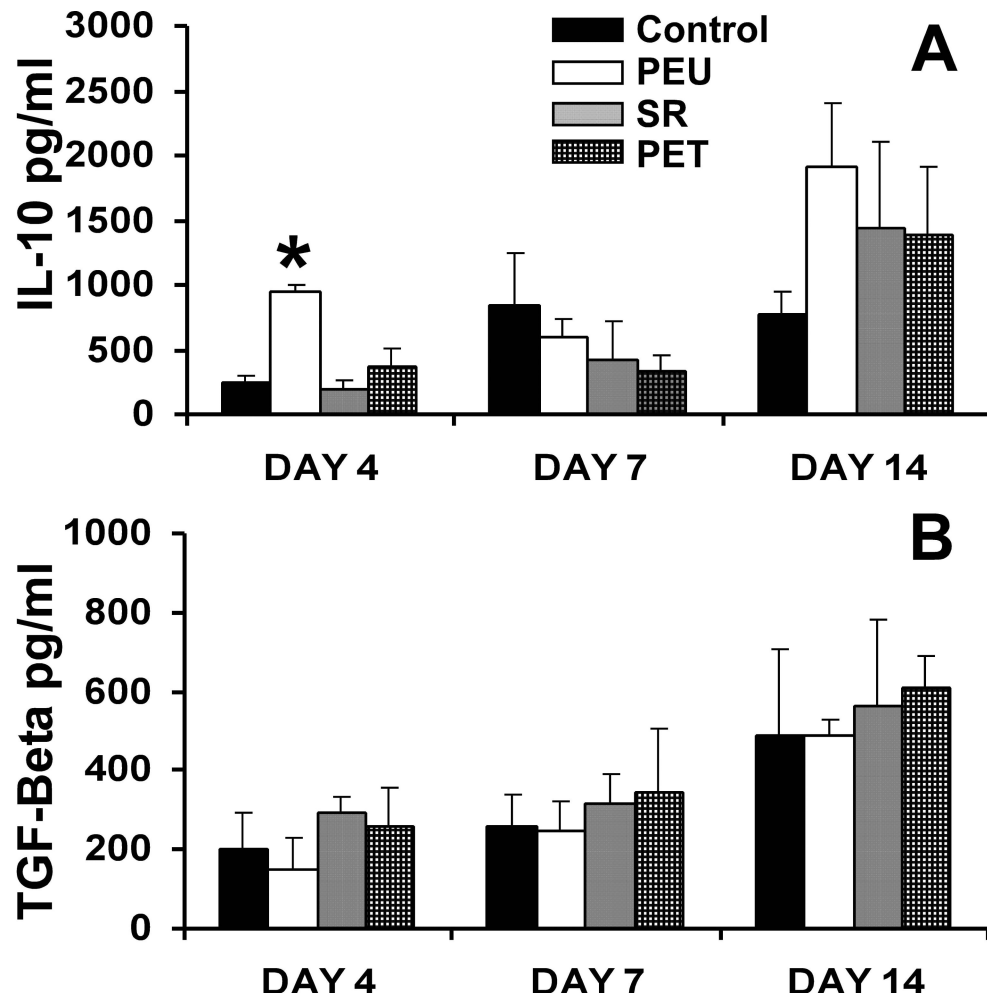 3000
2500
2000
1500
1000
500
0
IL-10 pg/ml
Control
PEU
SR
PET
A
*
DAY 4
DAY 7
DAY 14
1000
800
600
400
200
0
TGF-Beta pg/ml
B
DAY 4
DAY 7
DAY 14